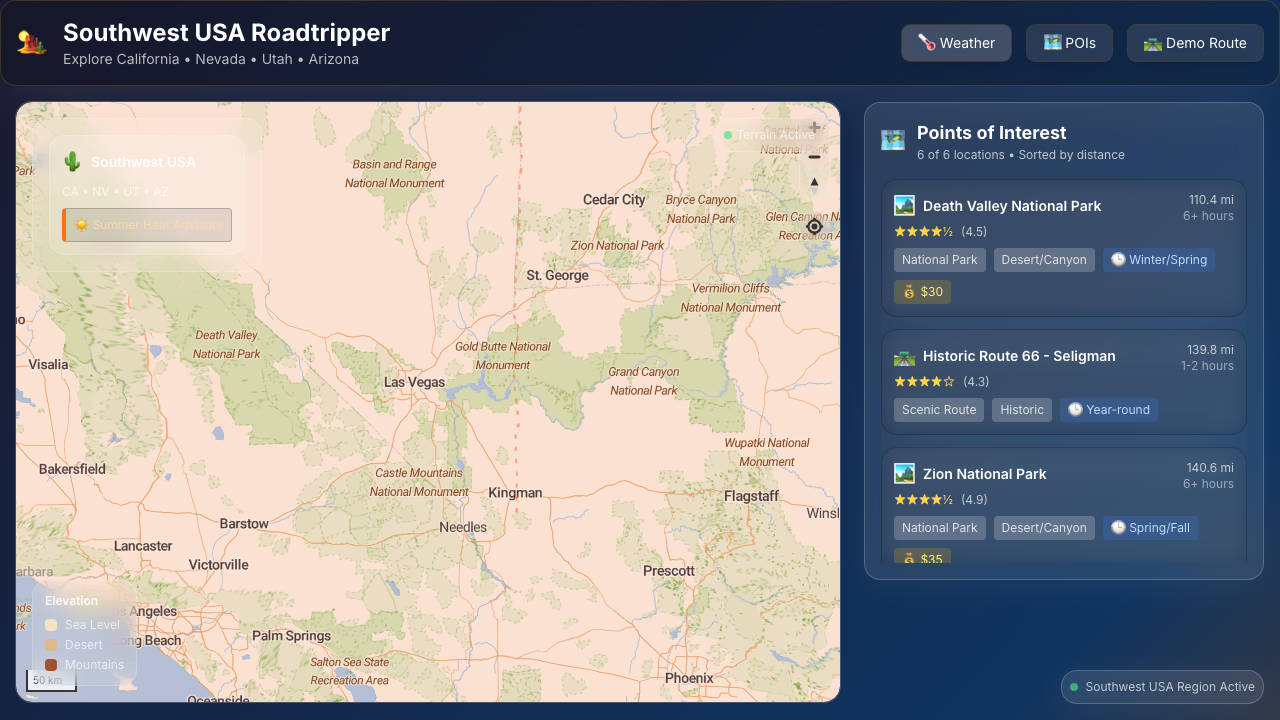 Southwest USA Roadtripper
Explore California • Nevada • Utah • Arizona
Weather
POIs
Demo Route
Southwest USA
CA • NV • UT • AZ
Summer Heat Advisory
Terrain Active
Park
Basin and Range
National Monument
Cedar City
Bryce Canyon
National Park
Zion National Park
St. George
Vermilion Cliffs
National Monument
Death Valley
National Park
Visalia
Gold Butte National
Monument
Las Vegas
Grand Canyon
National Park
Bakersfield
Castle Mountains
National Monument
Kingman
Wupatki National
Monument
Flagstaff
Winsl
Barstow
Needles
Lancaster
Victorville
Prescott
arbara
Angeles
ong Beach
Palm Springs
Salton Sea State
Recreation Area
Phoenix
Oceanside
Elevation
Sea Level
Desert
Mountains
50 km
Points of Interest
6 of 6 locations • Sorted by distance
Death Valley National Park
110.4 mi
6+ hours
★★★★½ (4.5)
National Park
Desert/Canyon
Winter/Spring
$30
Historic Route 66 - Seligman
139.8 mi
1-2 hours
★★★★☆ (4.3)
Scenic Route
Historic
Year-round
Zion National Park
140.6 mi
6+ hours
★★★★½ (4.9)
National Park
Desert/Canyon
Spring/Fall
$35
Southwest USA Region Active